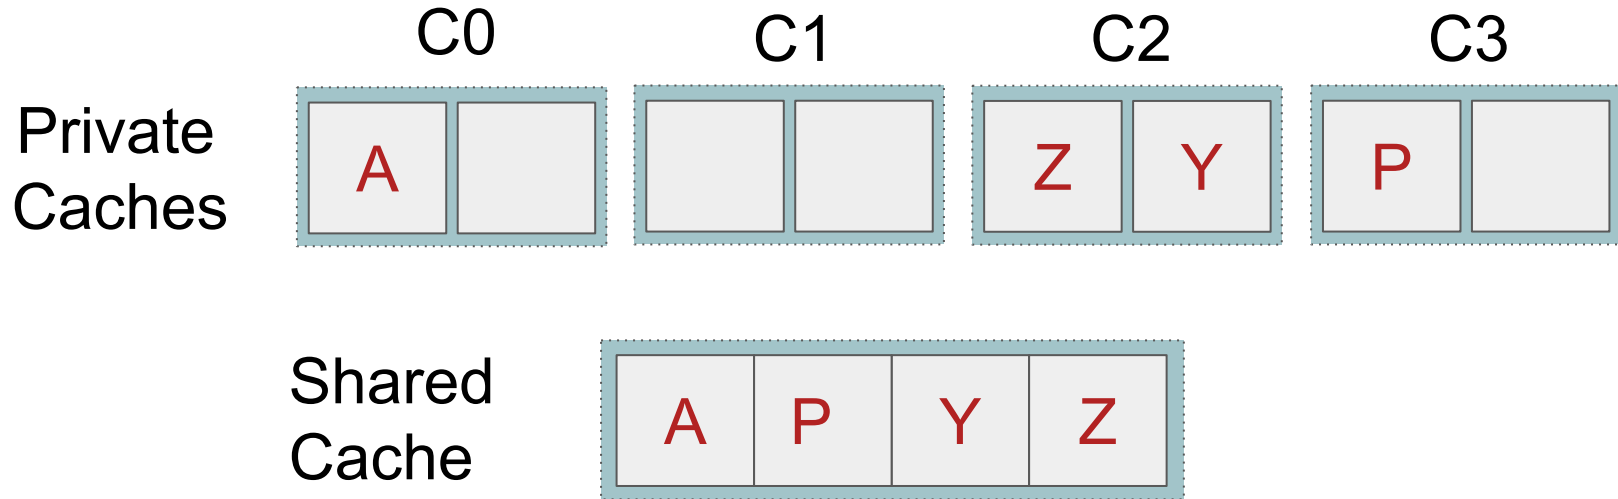 C0 C1 C2 C3
Private
Caches
A Z Y P
Shared
Cache
A P Y Z